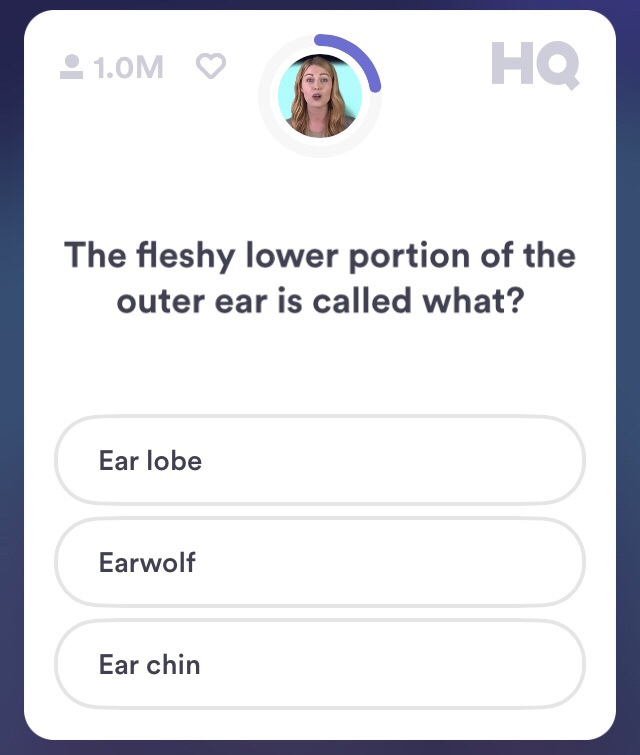 1.0M
HQ
The fleshy lower portion of the
outer ear is called what?
Ear lobe
Earwolf
Ear chin